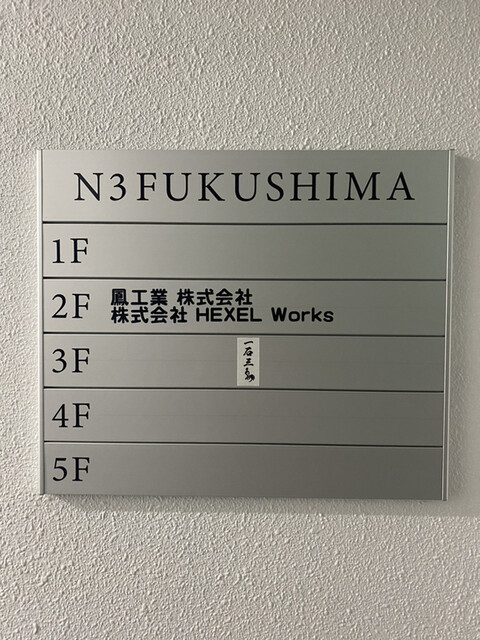 N3FUKUSHIMA
1F
2F 鳳工業 株式会社
株式会社 HEXEL Works
3F 一石三鳥
4F
5F